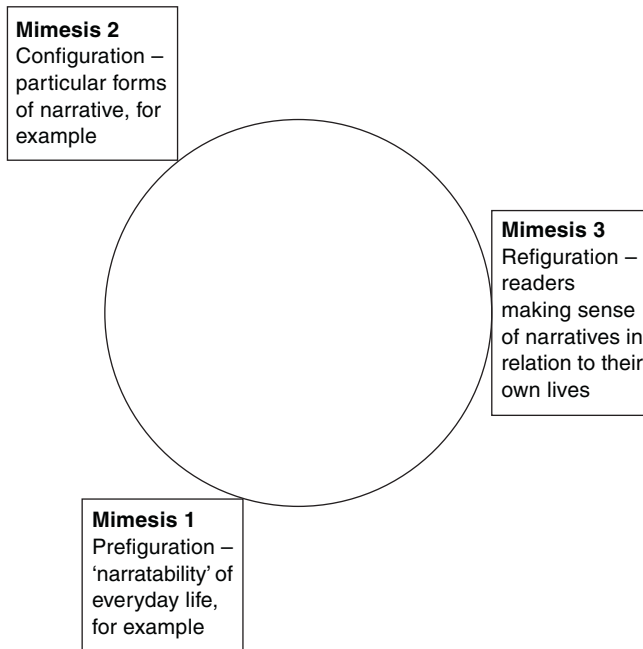 Mimesis 2
Configuration –
particular forms
of narrative, for
example
Mimesis 3
Refiguration –
readers
making sense
of narratives in
relation to their
own lives
Mimesis 1
Prefiguration –
‘narratability’ of
everyday life,
for example